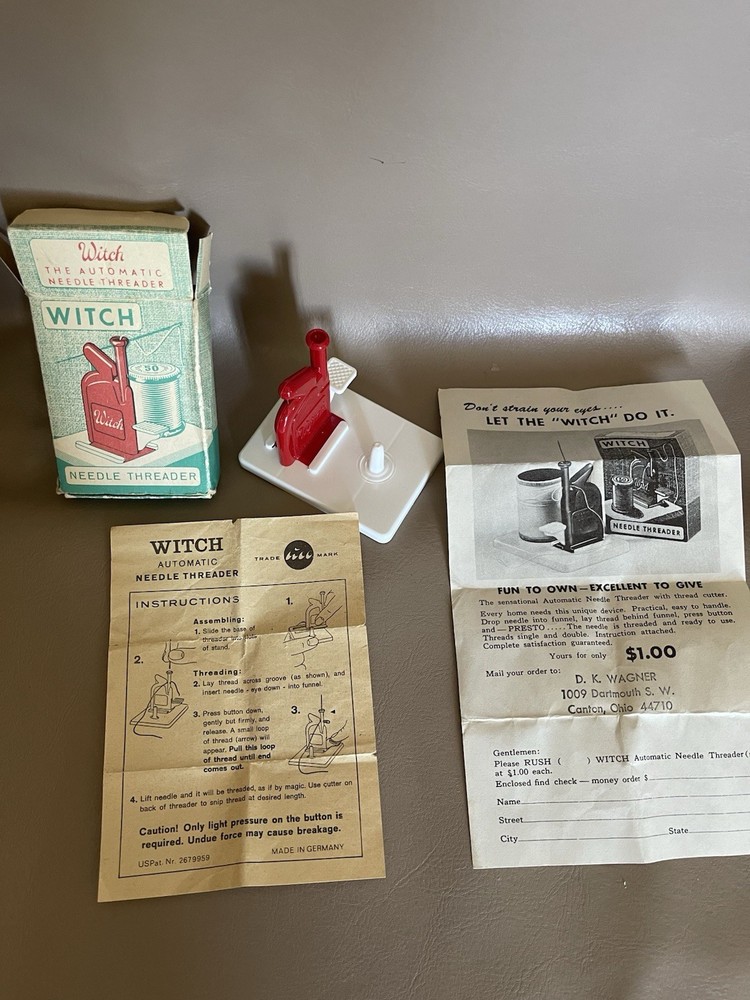 Witch
THE AUTOMATIC
NEEDLE THREADER
WITCH
50
Witch
NEEDLE THREADER
WITCH
AUTOMATIC
NEEDLE THREADER
TRADE MARK
INSTRUCTIONS
1.
Assembling:
1. Slide the base of
threader into slots
of stand.
2.
Threading:
2. Lay thread across groove (as shown), and
insert needle - eye down - into funnel.
3. Press button down,
gently but firmly, and
release. A small loop
of thread (arrow) will
appear. Pull this loop
of thread until end
comes out.
3.
4. Lift needle and it will be threaded, as if by magic. Use cutter on
back of threader to snip thread at desired length.
Caution! Only light pressure on the button is
required. Undue force may cause breakage.
USPat. Nr. 2679959
MADE IN GERMANY
Don't strain your eyes....
LET THE "WITCH" DO IT.
WITCH
NEEDLE THREADER
FUN TO OWN—EXCELLENT TO GIVE
The sensational Automatic Needle Threader with thread cutter.
Every home needs this unique device. Practical, easy to handle.
Drop needle into funnel, lay thread behind funnel, press button
and — PRESTO ..... The needle is threaded and ready to use.
Threads single and double. Instruction attached.
Complete satisfaction guaranteed.
Yours for only $1.00
Mail your order to:
D. K. WAGNER
1009 Dartmouth S. W.
Canton, Ohio 44710
Gentlemen:
Please RUSH ( ) WITCH Automatic Needle Threader(
at $1.00 each.
Enclosed find check — money order $
Name
Street
City State